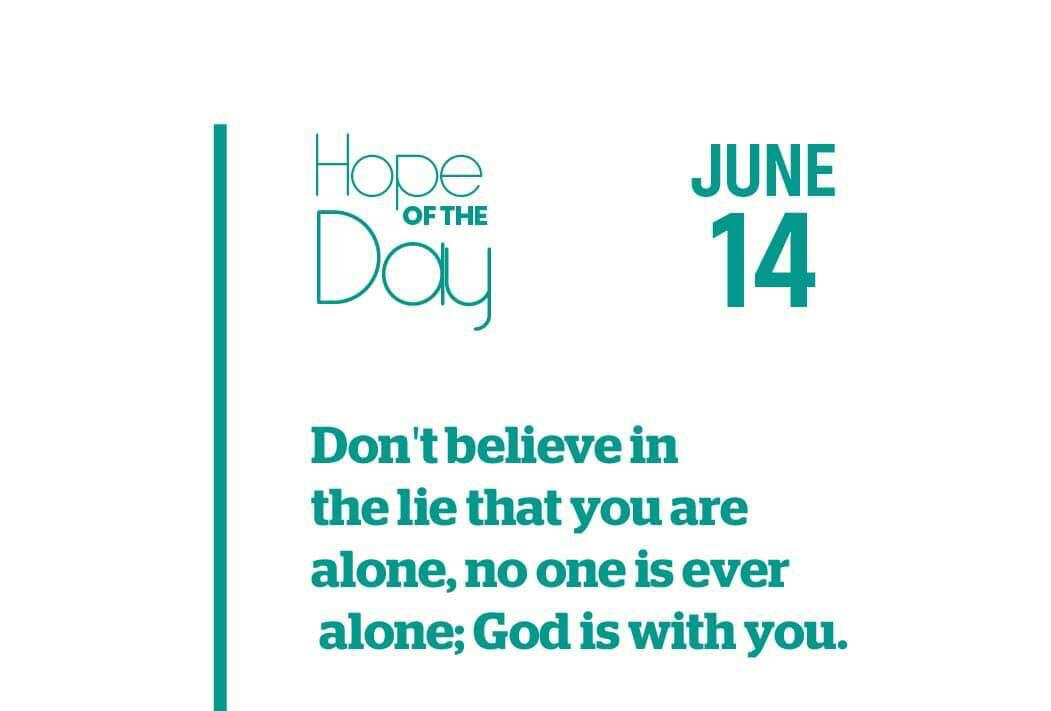 Hope
OF THE
Day
JUNE
14
Don't believe in
the lie that you are
alone, no one is ever
alone; God is with you.